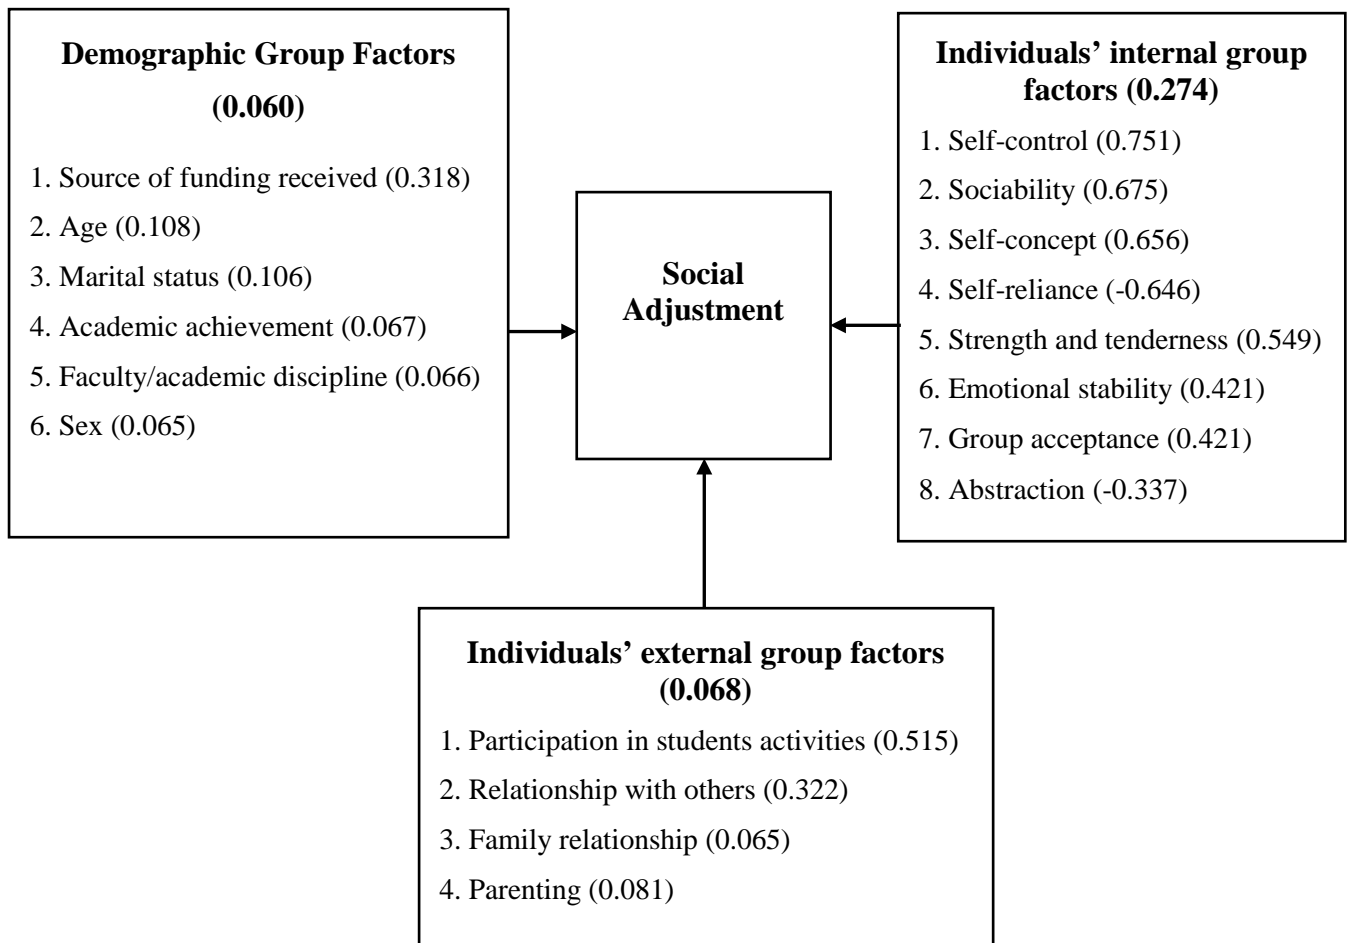 Demographic Group Factors
(0.060)
1. Source of funding received (0.318)
2. Age (0.108)
3. Marital status (0.106)
4. Academic achievement (0.067)
5. Faculty/academic discipline (0.066)
6. Sex (0.065)
Social
Adjustment
Individuals’ internal group
factors (0.274)
1. Self-control (0.751)
2. Sociability (0.675)
3. Self-concept (0.656)
4. Self-reliance (-0.646)
5. Strength and tenderness (0.549)
6. Emotional stability (0.421)
7. Group acceptance (0.421)
8. Abstraction (-0.337)
Individuals’ external group factors
(0.068)
1. Participation in students activities (0.515)
2. Relationship with others (0.322)
3. Family relationship (0.065)
4. Parenting (0.081)